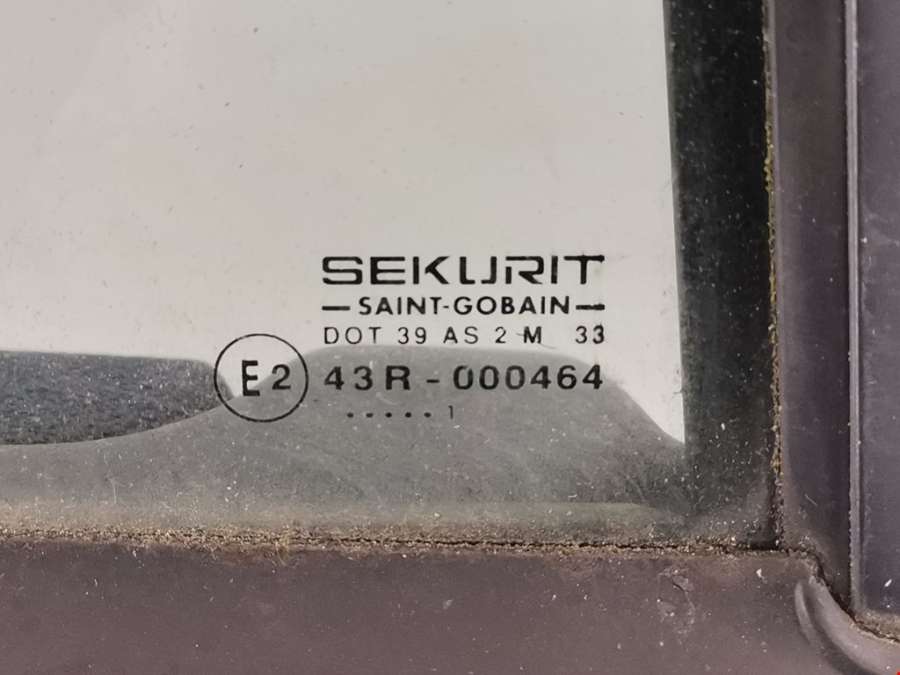 SEKURIT
—SAINT-GOBAIN—
DOT 39 AS 2 M 33
E2 43R-000464
.....1